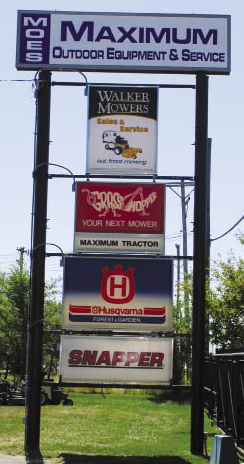 MOES
MAXIMUM
OUTDOOR EQUIPMENT & SERVICE
WALKER
MOWERS
Sales &
Service
out front mowing
GRASSHOPPER
YOUR NEXT MOWER
MAXIMUM TRACTOR
H
Husqvarna
FOREST & GARDEN
SNAPPER